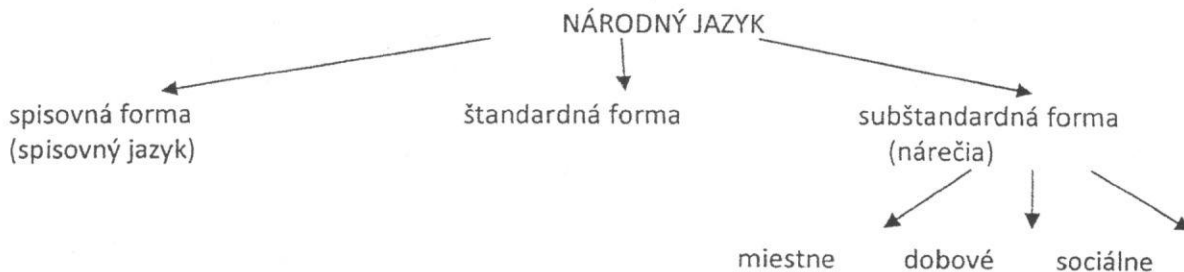 NÁRODNÝ JAZYK
spisovná forma štandardná forma subštandardná forma
(spisovný jazyk) (nárečia)
miestne dobové sociálne